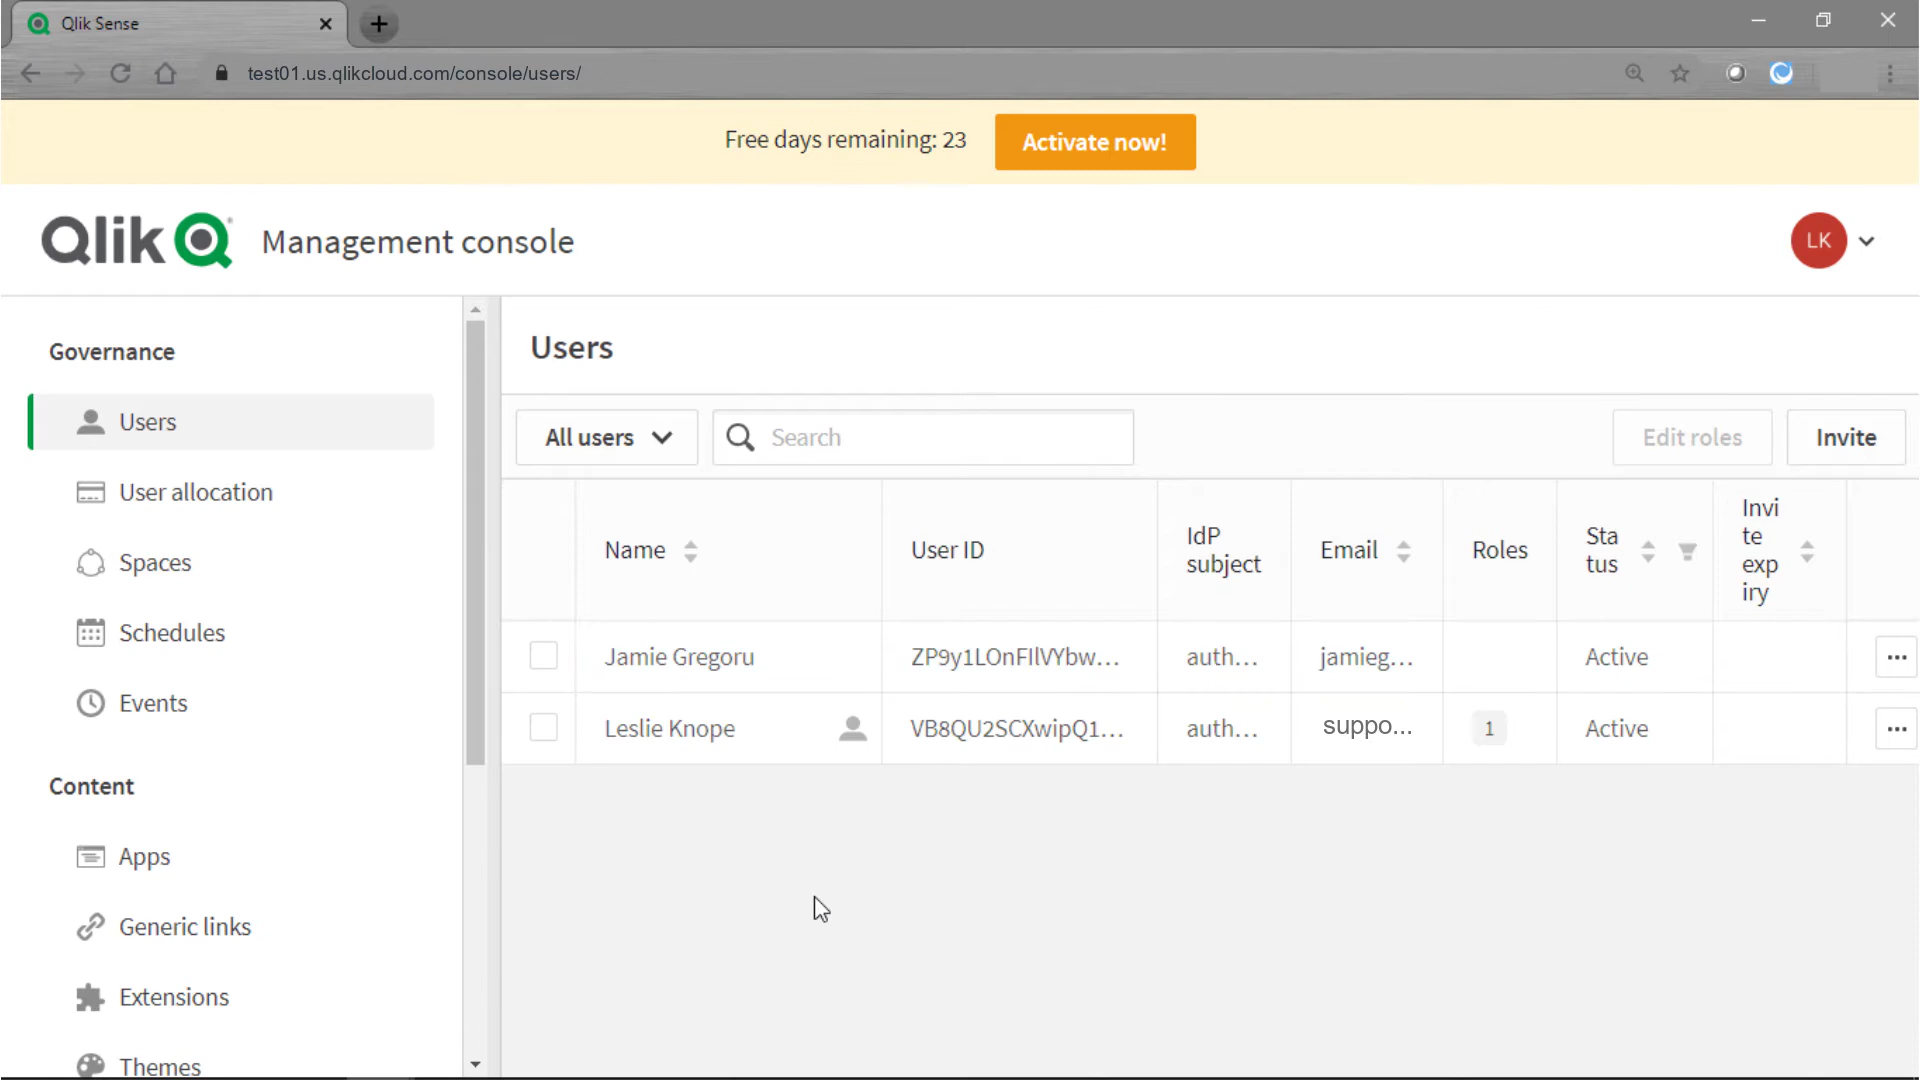 Qlik Sense
test01.us.qlikcloud.com/console/users/
Free days remaining: 23
Activate now!
Qlik
Management console
LK
Governance
Users
User allocation
Spaces
Schedules
Events
Content
Apps
Generic links
Extensions
Themes
Users
All users
Search
Edit roles
Invite
Name
User ID
IdP
subject
Email
Roles
Sta
tus
Invi
te
exp
iry
Jamie Gregoru
ZP9y1LOnFIlVYbw...
auth...
jamieg...
Active
Leslie Knope
VB8QU2SCXwipQ1...
auth...
suppo...
1
Active